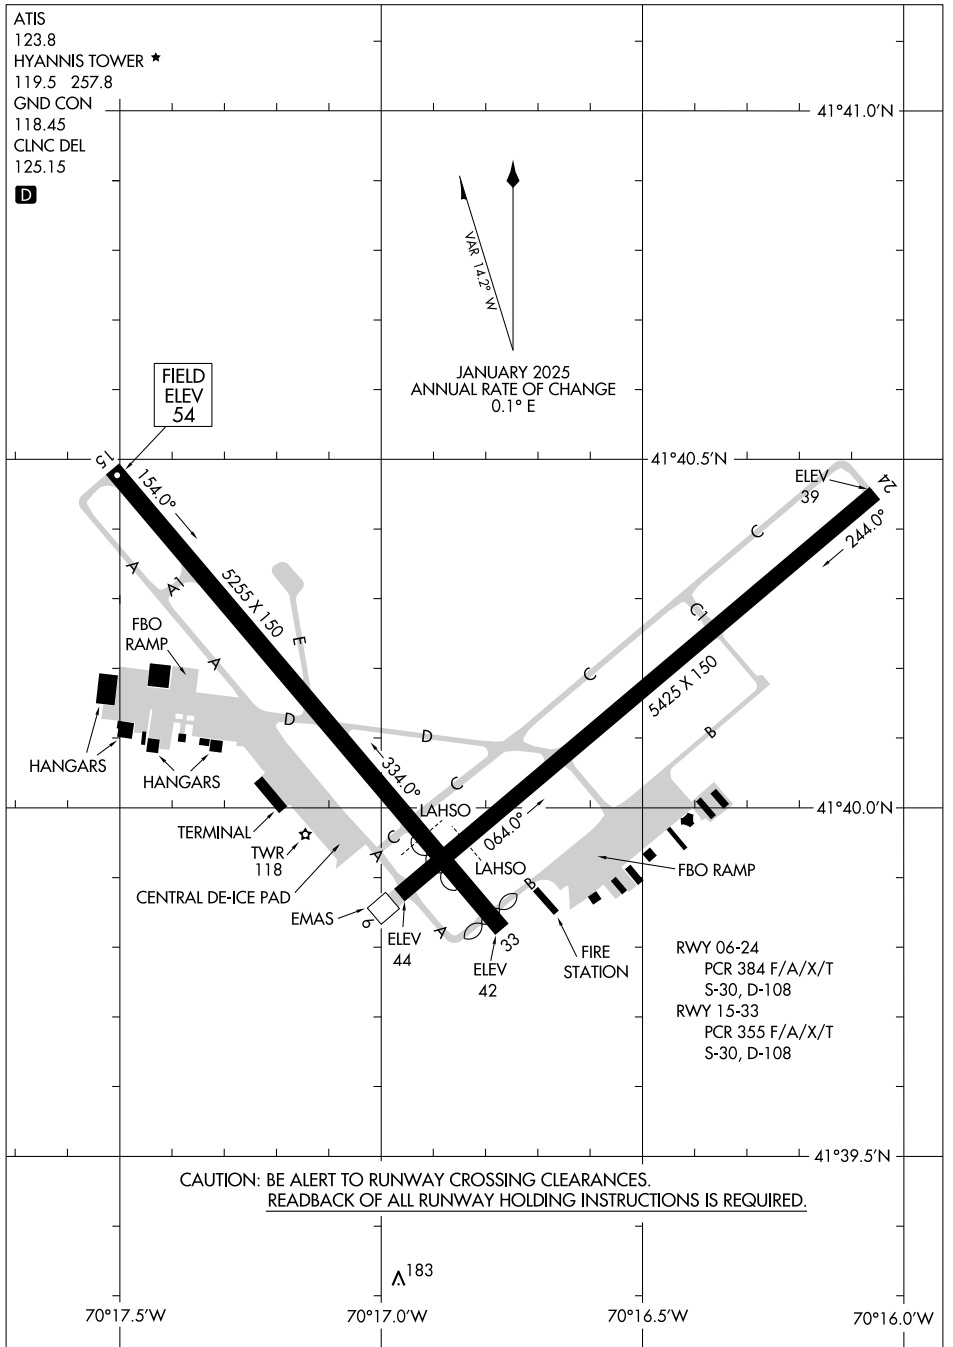 ATIS
123.8
HYANNIS TOWER
119.5 257.8
GND CON
118.45
CLNC DEL
125.15
D
41°41.0'N
VAR 14.2° W
JANUARY 2025
ANNUAL RATE OF CHANGE
0.1° E
FIELD
ELEV
54
15
154.0°
41°40.5'N
ELEV
39
24
244.0°
C
A
A1
5255 X 150
C1
FBO
RAMP
E
A
C
5425 X 150
D
D
B
HANGARS
HANGARS
334.0°
C
LAHSO
41°40.0'N
TERMINAL
TWR
118
C
A
064.0°
LAHSO
FBO RAMP
CENTRAL DE-ICE PAD
B
EMAS
6
ELEV
44
A
33
ELEV
42
FIRE
STATION
RWY 06-24
PCR 384 F/A/X/T
S-30, D-108
RWY 15-33
PCR 355 F/A/X/T
S-30, D-108
41°39.5'N
CAUTION: BE ALERT TO RUNWAY CROSSING CLEARANCES.
READBACK OF ALL RUNWAY HOLDING INSTRUCTIONS IS REQUIRED.
183
70°17.5'W
70°17.0'W
70°16.5'W
70°16.0'W